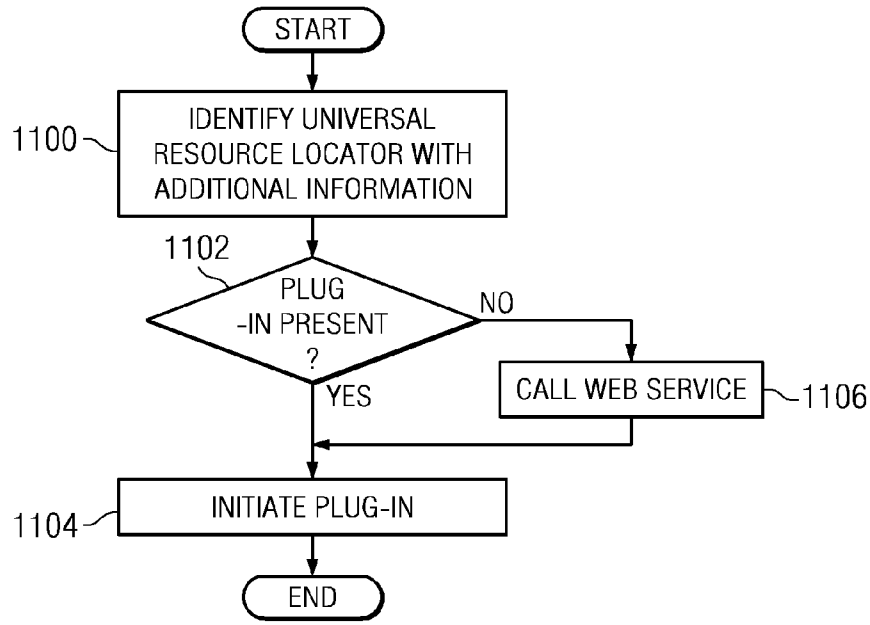 START
1100
IDENTIFY UNIVERSAL
RESOURCE LOCATOR WITH
ADDITIONAL INFORMATION
1102
PLUG
-IN PRESENT
?
NO
YES
CALL WEB SERVICE
1106
INITIATE PLUG-IN
1104
END